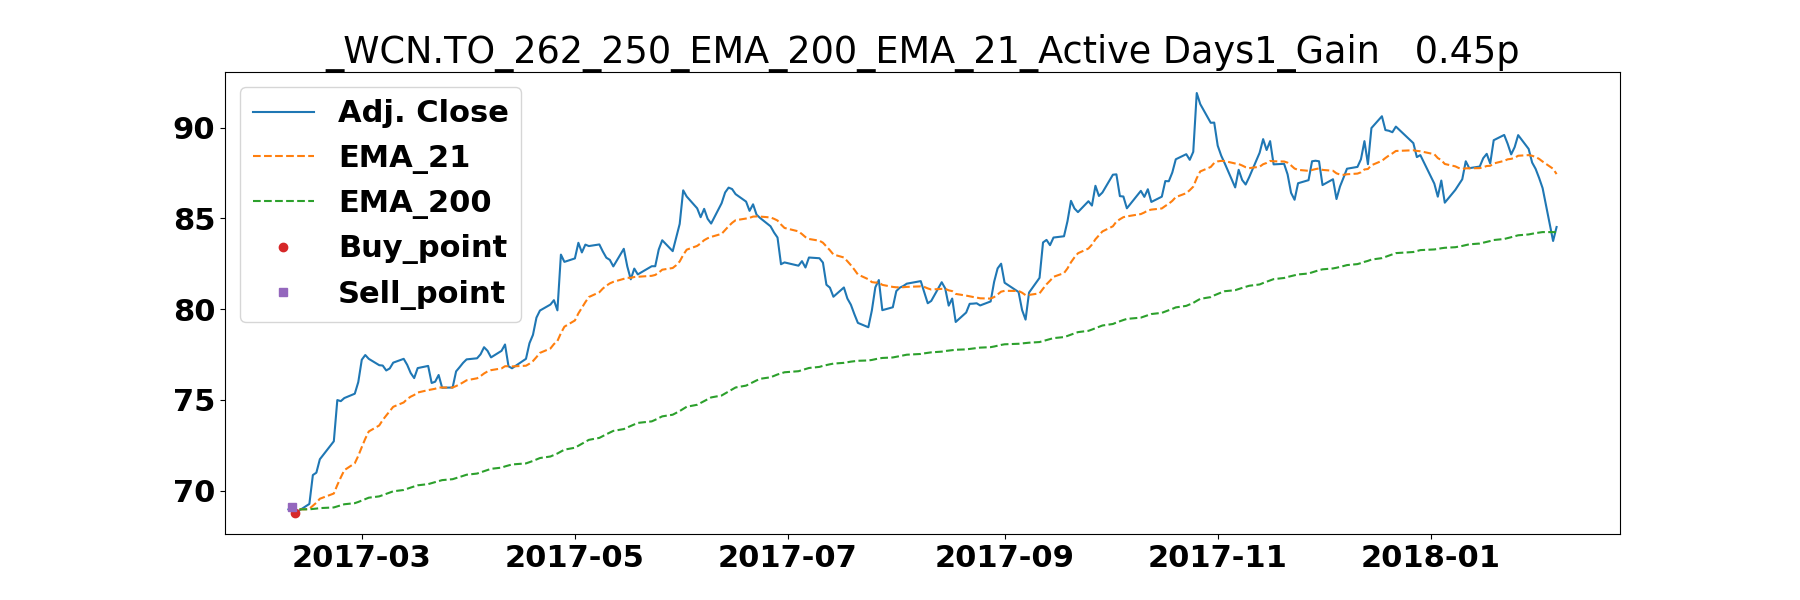 _WCN.TO_262_250_EMA_200_EMA_21_Active Days1_Gain   0.45p
Adj. Close
EMA_21
EMA_200
Buy_point
Sell_point
90
85
80
75
70
2017-03
2017-05
2017-07
2017-09
2017-11
2018-01